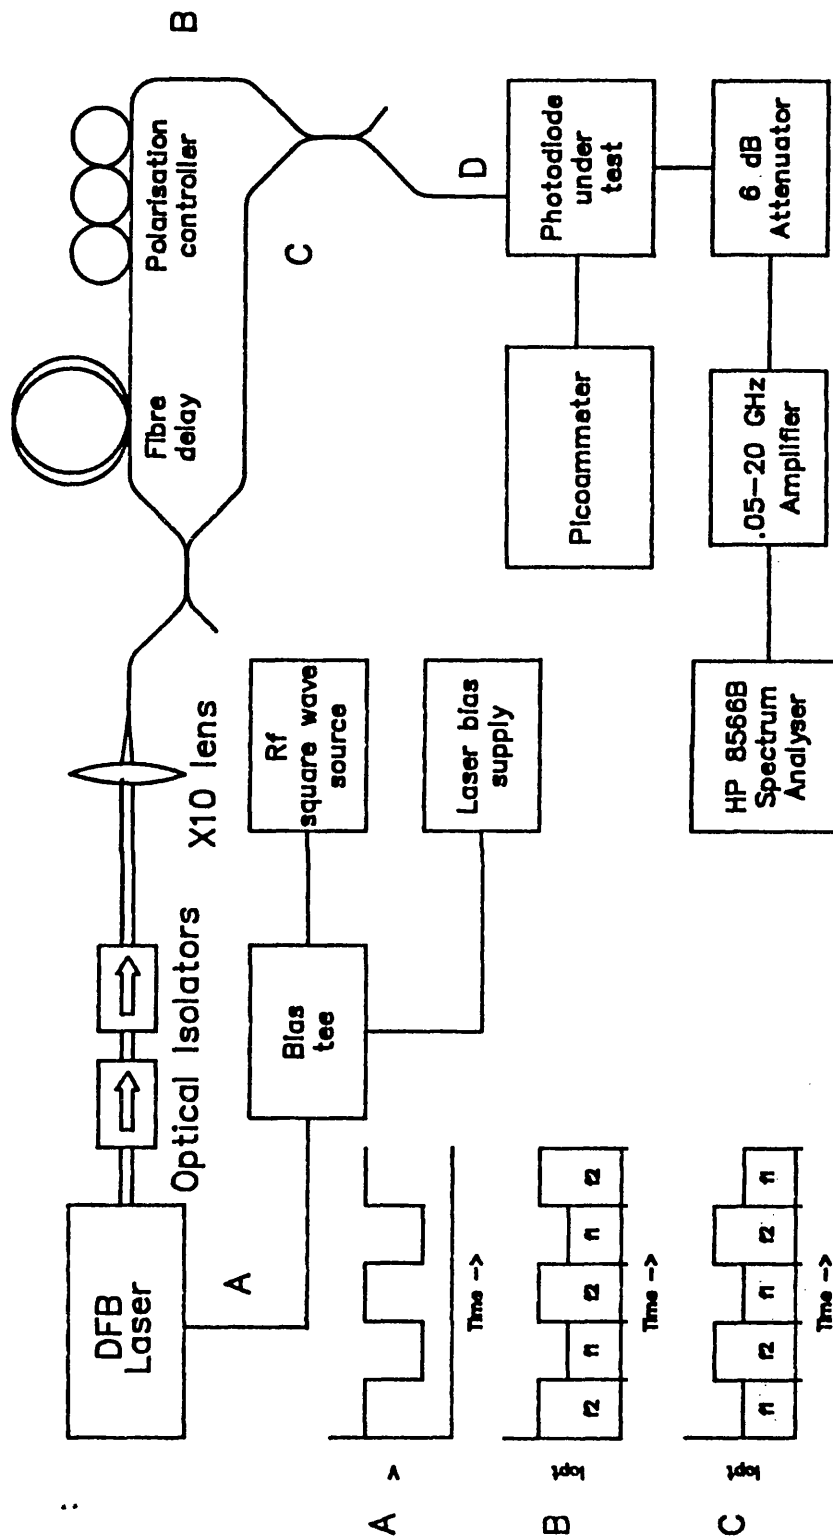 DFB
Laser
Optical Isolators
X10 lens
Fibre
delay
Polarisation
controller
B
A
C
D
Bias
tee
Rf
square wave
source
Laser bias
supply
Picoammeter
Photodiode
under
test
HP 8566B
Spectrum
Analyser
.05-20 GHz
Amplifier
6 dB
Attenuator
A
V
Time -->
B
Iopt
f2
f1
f2
f1
f2
Time -->
C
Iopt
f1
f2
f1
f2
f1
Time -->